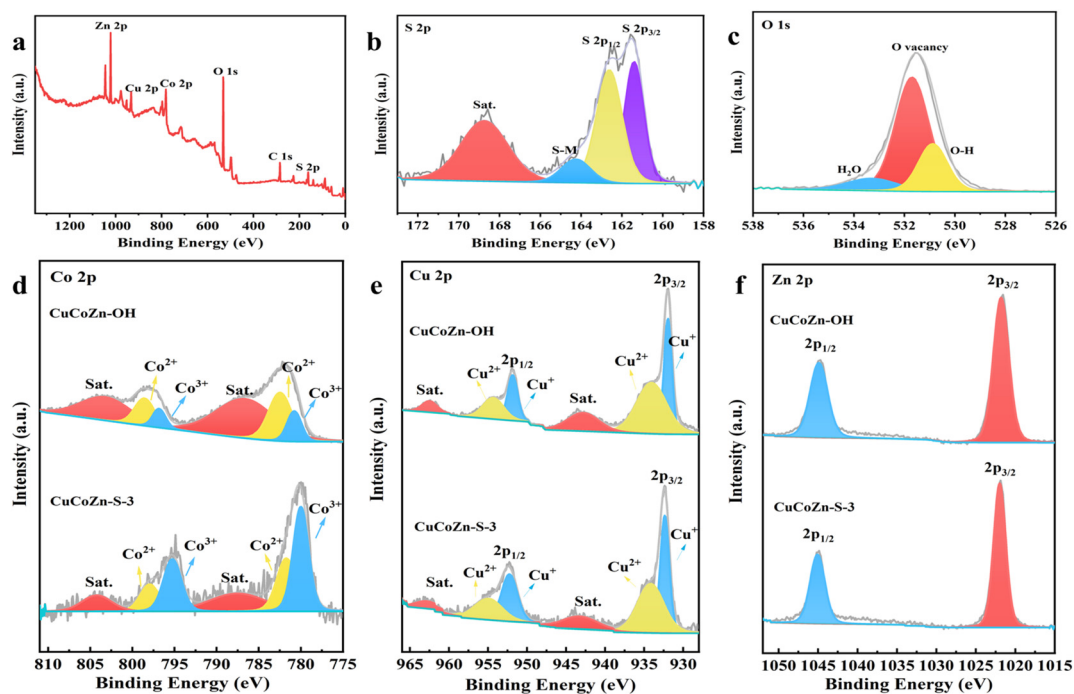 a
Zn 2p
Cu 2p
Co 2p
O 1s
C 1s
S 2p
Intensity (a.u.)
1200 1000 800 600 400 200 0
Binding Energy (eV)
b
S 2p
S 2p1/2
S 2p3/2
Sat.
S-M
Intensity (a.u.)
172 170 168 166 164 162 160 158
Binding Energy (eV)
c
O 1s
O vacancy
O-H
H2O
Intensity (a.u.)
538 536 534 532 530 528 526
Binding Energy (eV)
d
Co 2p
CuCoZn-OH
Sat.
Co2+
Co3+
Sat.
Co2+
Co3+
CuCoZn-S-3
Sat.
Co2+
Co3+
Sat.
Co2+
Co3+
Intensity (a.u.)
810 805 800 795 790 785 780 775
Binding Energy (eV)
e
Cu 2p
CuCoZn-OH
Sat.
Cu2+
2p1/2
Cu+
Sat.
Cu2+
2p3/2
Cu+
CuCoZn-S-3
Sat.
Cu2+
2p1/2
Cu+
Sat.
Cu2+
2p3/2
Cu+
Intensity (a.u.)
965 960 955 950 945 940 935 930
Binding Energy (eV)
f
Zn 2p
CuCoZn-OH
2p1/2
2p3/2
CuCoZn-S-3
2p1/2
2p3/2
Intensity (a.u.)
1050 1045 1040 1035 1030 1025 1020 1015
Binding Energy (eV)